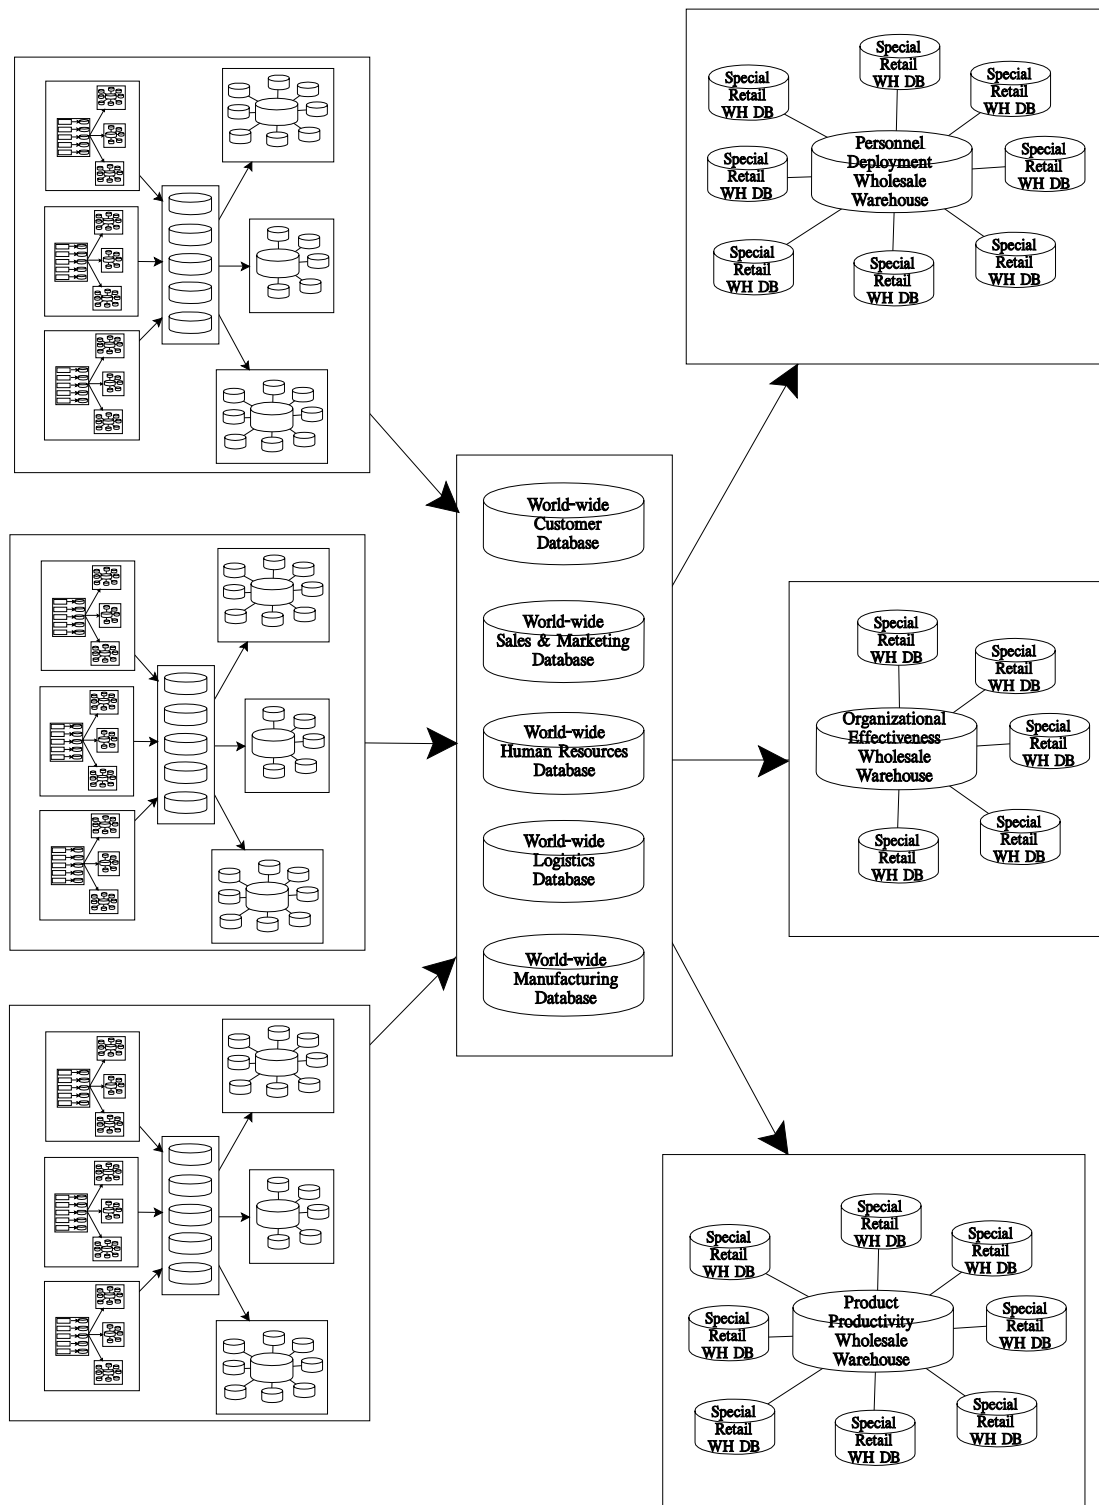 Special
Retail
WH DB
Special
Retail
WH DB
Special
Retail
WH DB
Special
Retail
WH DB
Personnel
Deployment
Wholesale
Warehouse
Special
Retail
WH DB
Special
Retail
WH DB
Special
Retail
WH DB
Special
Retail
WH DB
World-wide
Customer
Database
World-wide
Sales & Marketing
Database
World-wide
Human Resources
Database
World-wide
Logistics
Database
World-wide
Manufacturing
Database
Special
Retail
WH DB
Special
Retail
WH DB
Organizational
Effectiveness
Wholesale
Warehouse
Special
Retail
WH DB
Special
Retail
WH DB
Special
Retail
WH DB
Special
Retail
WH DB
Special
Retail
WH DB
Special
Retail
WH DB
Special
Retail
WH DB
Product
Productivity
Wholesale
Warehouse
Special
Retail
WH DB
Special
Retail
WH DB
Special
Retail
WH DB
Special
Retail
WH DB